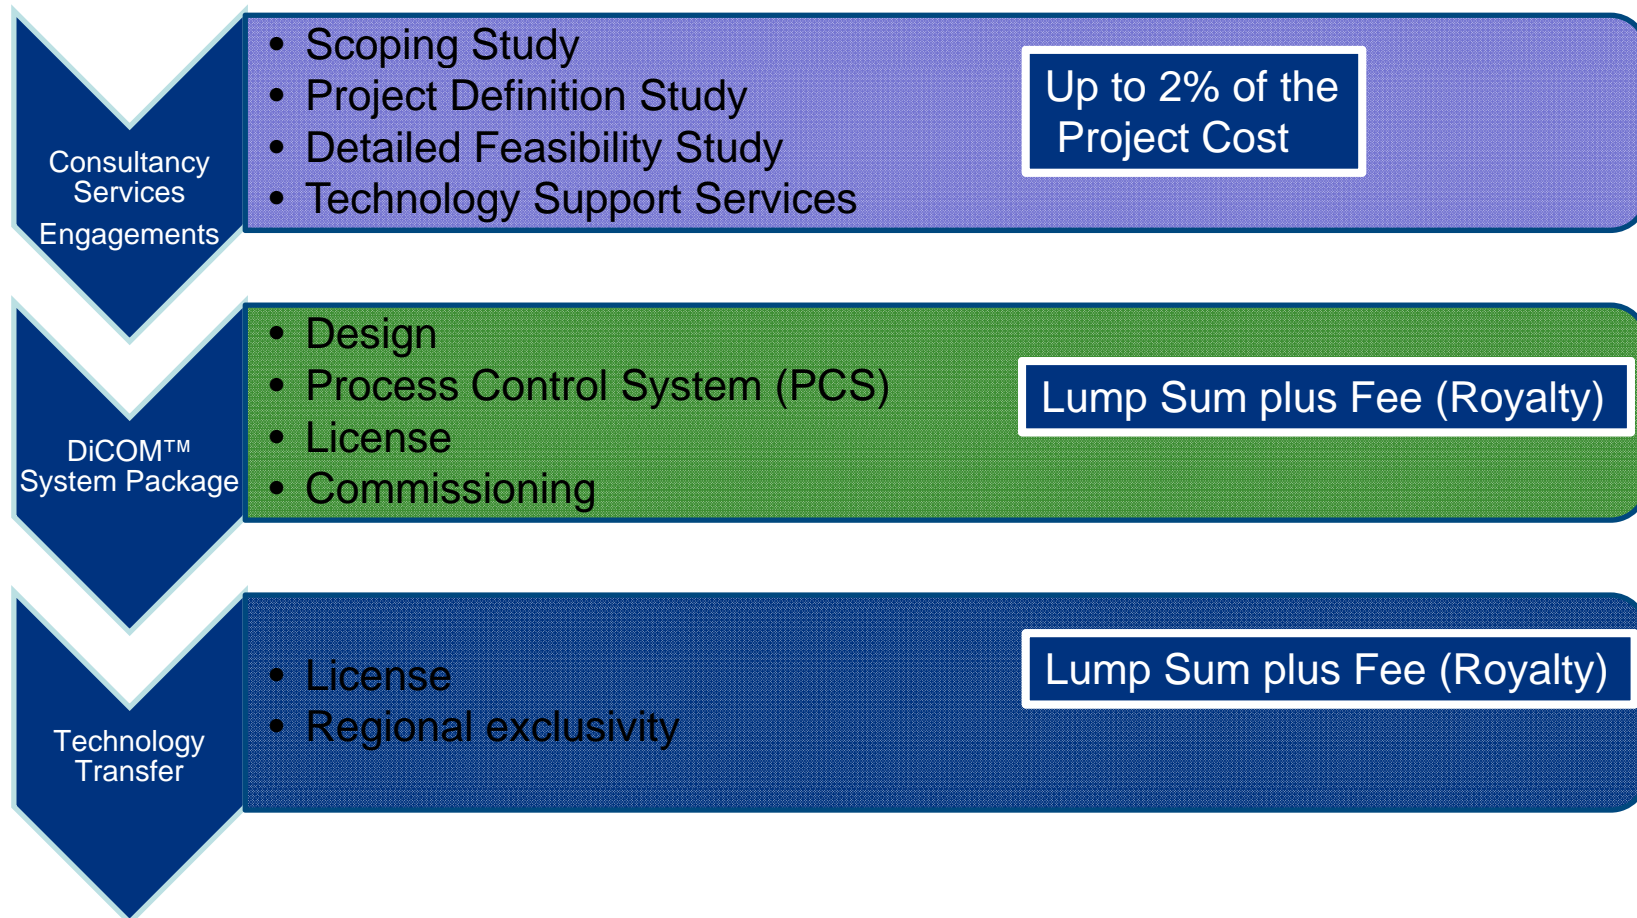 Consultancy
Services
Engagements
• Scoping Study
• Project Definition Study
• Detailed Feasibility Study
• Technology Support Services
Up to 2% of the
Project Cost
DiCOM™
System Package
• Design
• Process Control System (PCS)
• License
• Commissioning
Lump Sum plus Fee (Royalty)
Technology
Transfer
• License
• Regional exclusivity
Lump Sum plus Fee (Royalty)